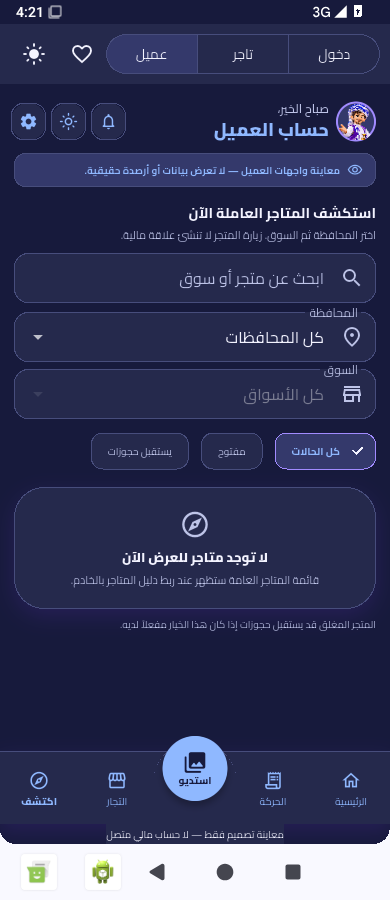 4:21
3G
دخول
تاجر
عميل
صباح الخير،
حساب العميل
معاينة واجهات العميل — لا تعرض بيانات أو أرصدة حقيقية.
استكشف المتاجر العاملة الآن
اختر المحافظة ثم السوق. زيارة المتجر لا تنشئ علاقة مالية.
ابحث عن متجر أو سوق
المحافظة
كل المحافظات
السوق
كل الأسواق
كل الحالات
مفتوح
يستقبل حجوزات
لا توجد متاجر للعرض الآن
قائمة المتاجر العامة ستظهر عند ربط دليل المتاجر بالخادم.
المتجر المغلق قد يستقبل حجوزات إذا كان هذا الخيار مفعلاً لديه.
الرئيسية
الحركة
استديو
التجار
اكتشف
معاينة تصميم فقط — لا حساب مالي متصل